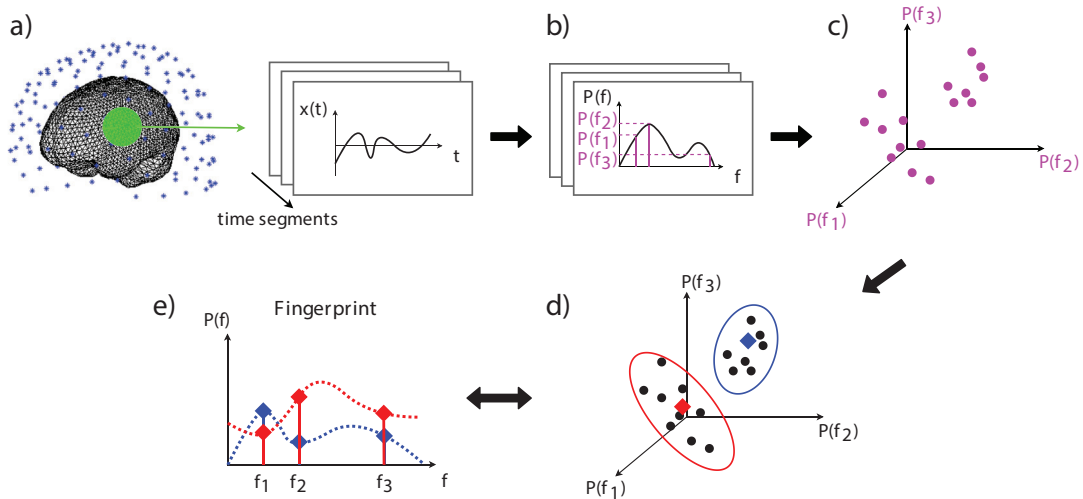 a)
x(t)
t
time segments
b)
P(f)
P(f2)
P(f1)
P(f3)
f
c)
P(f3)
P(f2)
P(f1)
d)
P(f3)
P(f2)
P(f1)
e)
Fingerprint
P(f)
f1 f2 f3 f